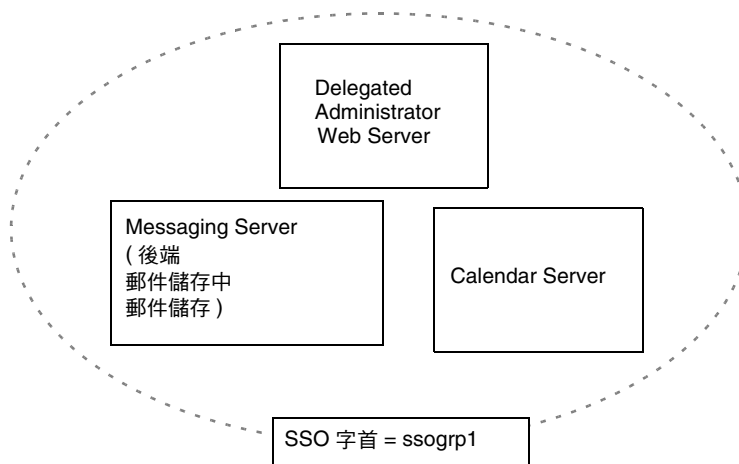 Delegated
Administrator
Web Server
Messaging Server
( 後端
郵件儲存中
郵件儲存 )
Calendar Server
SSO 字首 = ssogrp1